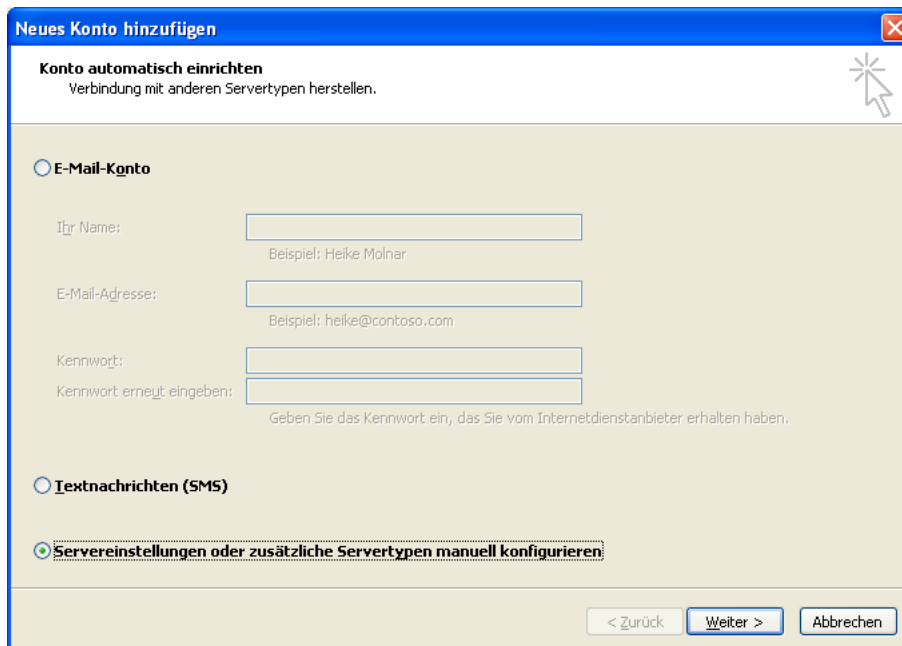 Neues Konto hinzufügen
Konto automatisch einrichten
Verbindung mit anderen Servertypen herstellen.
E-Mail-Konto
Ihr Name:
Beispiel: Heike Molnar
E-Mail-Adresse:
Beispiel: heike@contoso.com
Kennwort:
Kennwort erneut eingeben:
Geben Sie das Kennwort ein, das Sie vom Internetdienstanbieter erhalten haben.
Textnachrichten (SMS)
Servereinstellungen oder zusätzliche Servertypen manuell konfigurieren
< Zurück Weiter > Abbrechen